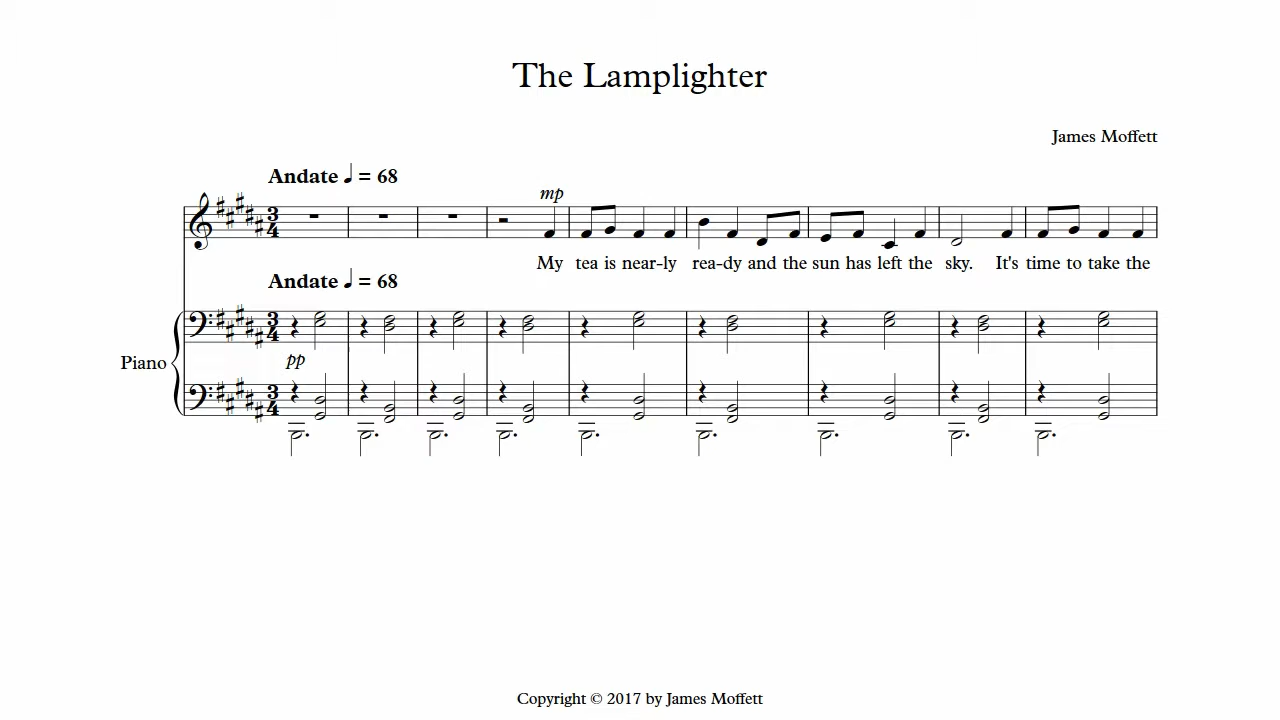 The Lamplighter
James Moffett
Andate ♩ = 68
mp
My tea is near-ly rea-dy and the sun has left the sky. It's time to take the
Andate ♩ = 68
Piano
pp
Copyright © 2017 by James Moffett